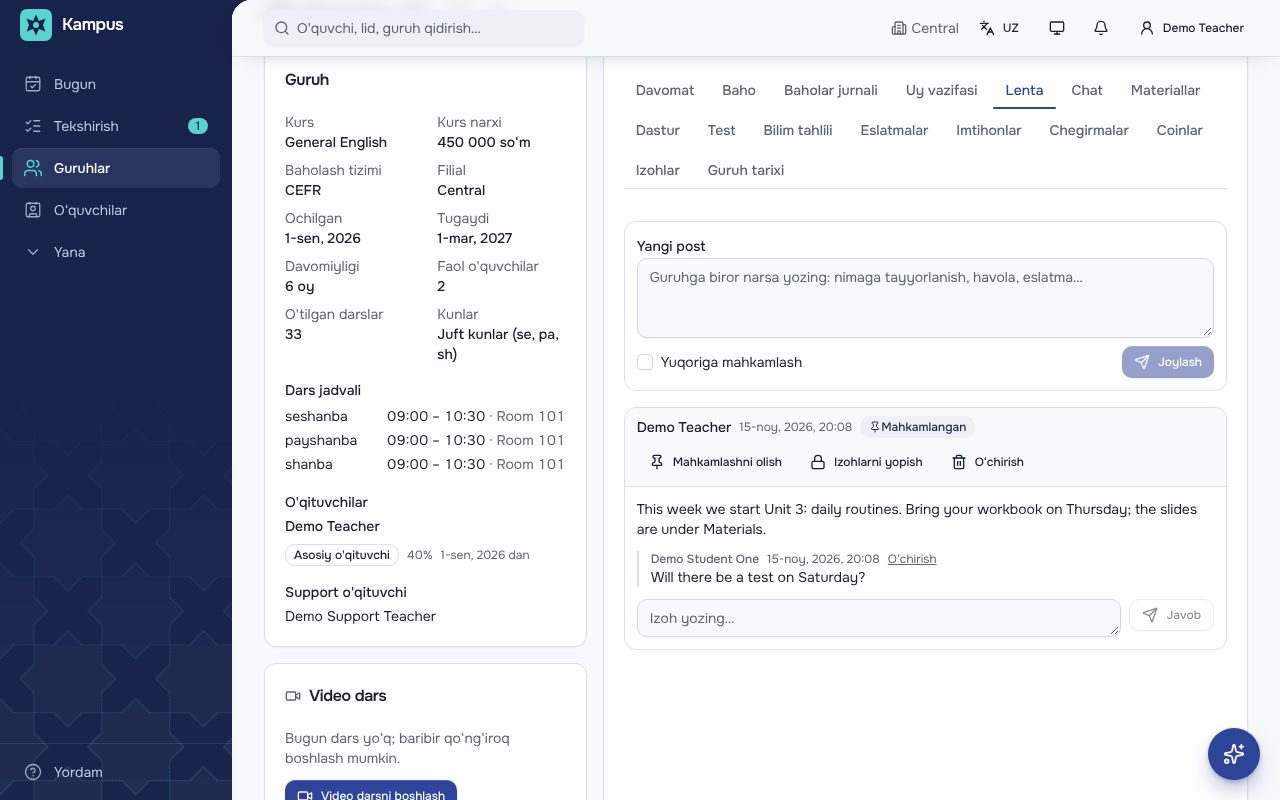 Kampus
O'quvchi, lid, guruh qidirish...
Central
UZ
Demo Teacher
Bugun
Tekshirish 1
Guruhlar
Oʻquvchilar
Yana
Yordam
Guruh
Kurs Kurs narxi
General English 450 000 soʻm
Baholash tizimi Filial
CEFR Central
Ochilgan Tugaydi
1-sen, 2026 1-mar, 2027
Davomiyligi Faol o'quvchilar
6 oy 2
O'tilgan darslar Kunlar
33 Juft kunlar (se, pa,
sh)
Dars jadvali
seshanba 09:00 – 10:30 · Room 101
payshanba 09:00 – 10:30 · Room 101
shanba 09:00 – 10:30 · Room 101
O'qituvchilar
Demo Teacher
Asosiy o'qituvchi 40% 1-sen, 2026 dan
Support o'qituvchi
Demo Support Teacher
Video dars
Bugun dars yoʻq; baribir qoʻngʻiroq
boshlash mumkin.
Video darsni boshlash
Davomat Baho Baholar jurnali Uy vazifasi Lenta Chat Materiallar
Dastur Test Bilim tahlili Eslatmalar Imtihonlar Chegirmalar Coinlar
Izohlar Guruh tarixi
Yangi post
Guruhga biror narsa yozing: nimaga tayyorlanish, havola, eslatma...
Yuqoriga mahkamlash
Joylash
Demo Teacher 15-noy, 2026, 20:08 Mahkamlangan
Mahkamlashni olish Izohlarni yopish Oʻchirish
This week we start Unit 3: daily routines. Bring your workbook on Thursday; the slides
are under Materials.
Demo Student One 15-noy, 2026, 20:08 Oʻchirish
Will there be a test on Saturday?
Izoh yozing...
Javob